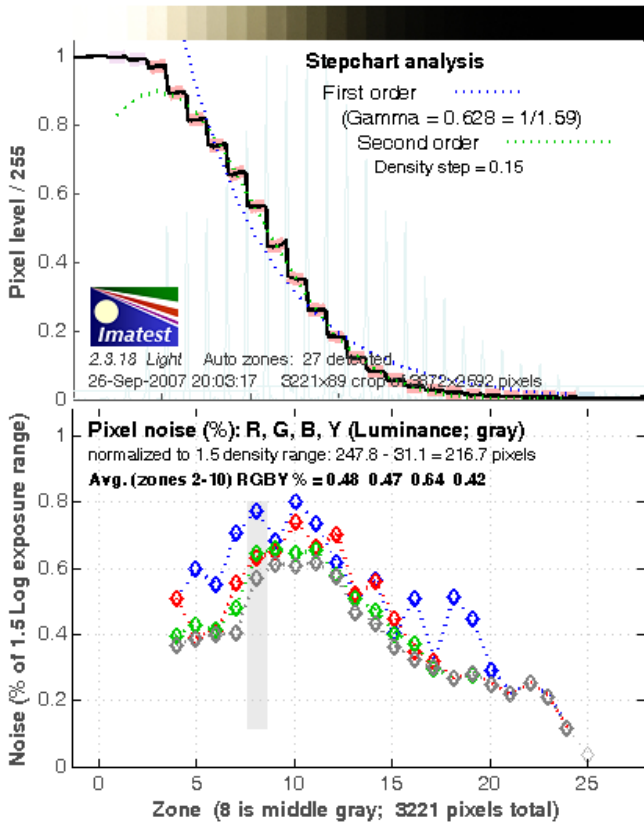 Stepchart analysis
First order
(Gamma = 0.628 = 1/1.59)
Second order
Density step = 0.15
1
0.8
0.6
0.4
0.2
0
Pixel level / 255
Imatest
2.3.18 Light Auto zones: 27 detected
26-Sep-2007 20:03:17 3221x89 crop of 3872x2592 pixels
Pixel noise (%): R, G, B, Y (Luminance; gray)
normalized to 1.5 density range: 247.8 - 31.1 = 216.7 pixels
Avg. (zones 2-10) RGBY % = 0.48 0.47 0.64 0.42
1
0.8
0.6
0.4
0.2
0
Noise (% of 1.5 Log exposure range)
0 5 10 15 20 25
Zone (8 is middle gray; 3221 pixels total)